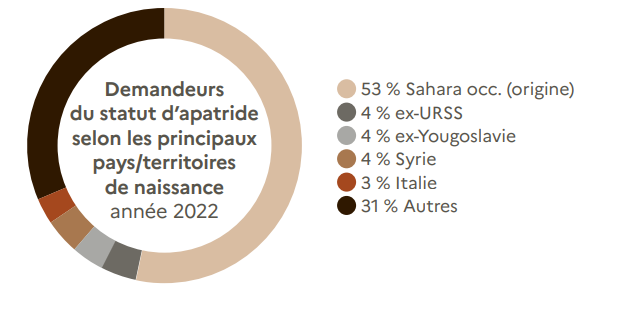 Demandeurs
du statut d'apatride
selon les principaux
pays/territoires
de naissance
année 2022
53 % Sahara occ. (origine)
4 % ex-URSS
4 % ex-Yougoslavie
4 % Syrie
3 % Italie
31 % Autres